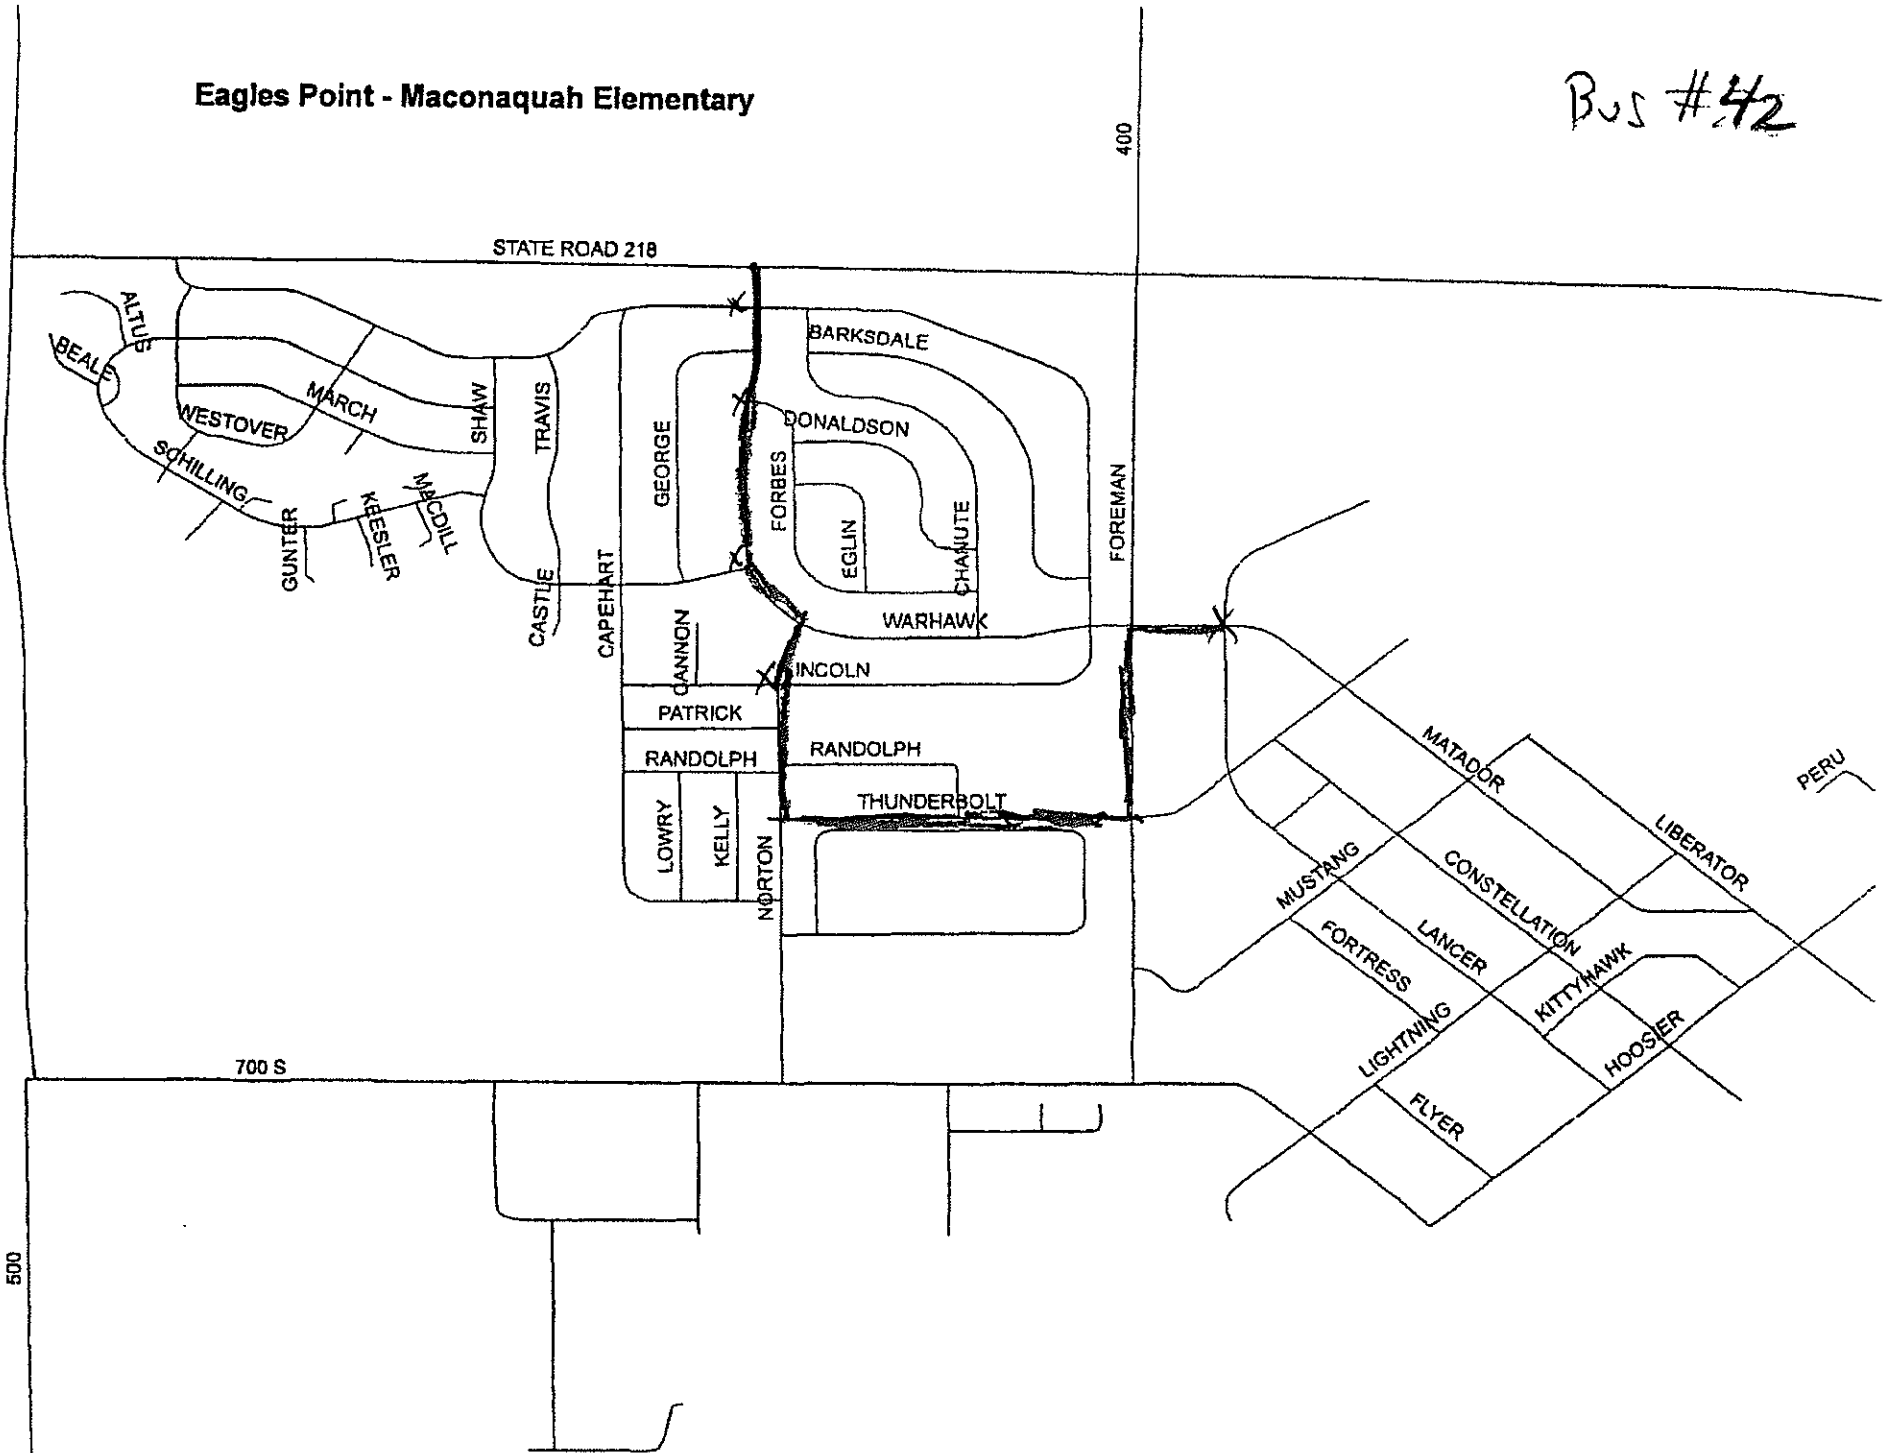 Eagles Point - Maconaquah Elementary
Bus #42
400
STATE ROAD 218
ALTUS
BEALE
BARKSDALE
MARCH
WESTOVER
SHAW
TRAVIS
DONALDSON
SCHILLING
GEORGE
FORBES
FOREMAN
MACDILL
KEESLER
GUNTER
EGLIN
CHANUTE
CASTLE
CAPEHART
WARHAWK
CANNON
INCOLN
PATRICK
RANDOLPH
RANDOLPH
MATADOR
PERU
THUNDERBOLT
LOWRY
KELLY
NORTON
LIBERATOR
MUSTANG
CONSTELLATION
FORTRESS
LANCER
KITTYHAWK
LIGHTNING
HOOSIER
700 S
FLYER
500